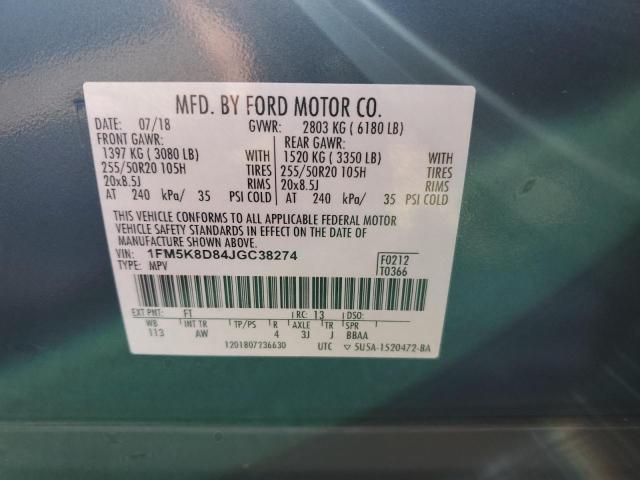 MFD. BY FORD MOTOR CO.
DATE: 07/18 GVWR: 2803 KG ( 6180 LB)
FRONT GAWR: REAR GAWR:
1397 KG ( 3080 LB) WITH 1520 KG ( 3350 LB) WITH
255/50R20 105H TIRES 255/50R20 105H TIRES
20x8.5J RIMS 20x8.5J RIMS
AT 240 kPa/ 35 PSI COLD AT 240 kPa/ 35 PSI COLD
THIS VEHICLE CONFORMS TO ALL APPLICABLE FEDERAL MOTOR
VEHICLE SAFETY STANDARDS IN EFFECT ON THE DATE OF
MANUFACTURE SHOWN ABOVE.
VIN: 1FM5K8D84JGC38274 F0212
TYPE: MPV T0366
EXT PNT: FT RC: 13 DSO:
WB INT TR TP/PS R AXLE TR SPR
113 AW 4 3J J BBAA
1201807236630 UTC ▽ 5U5A-1520472-BA